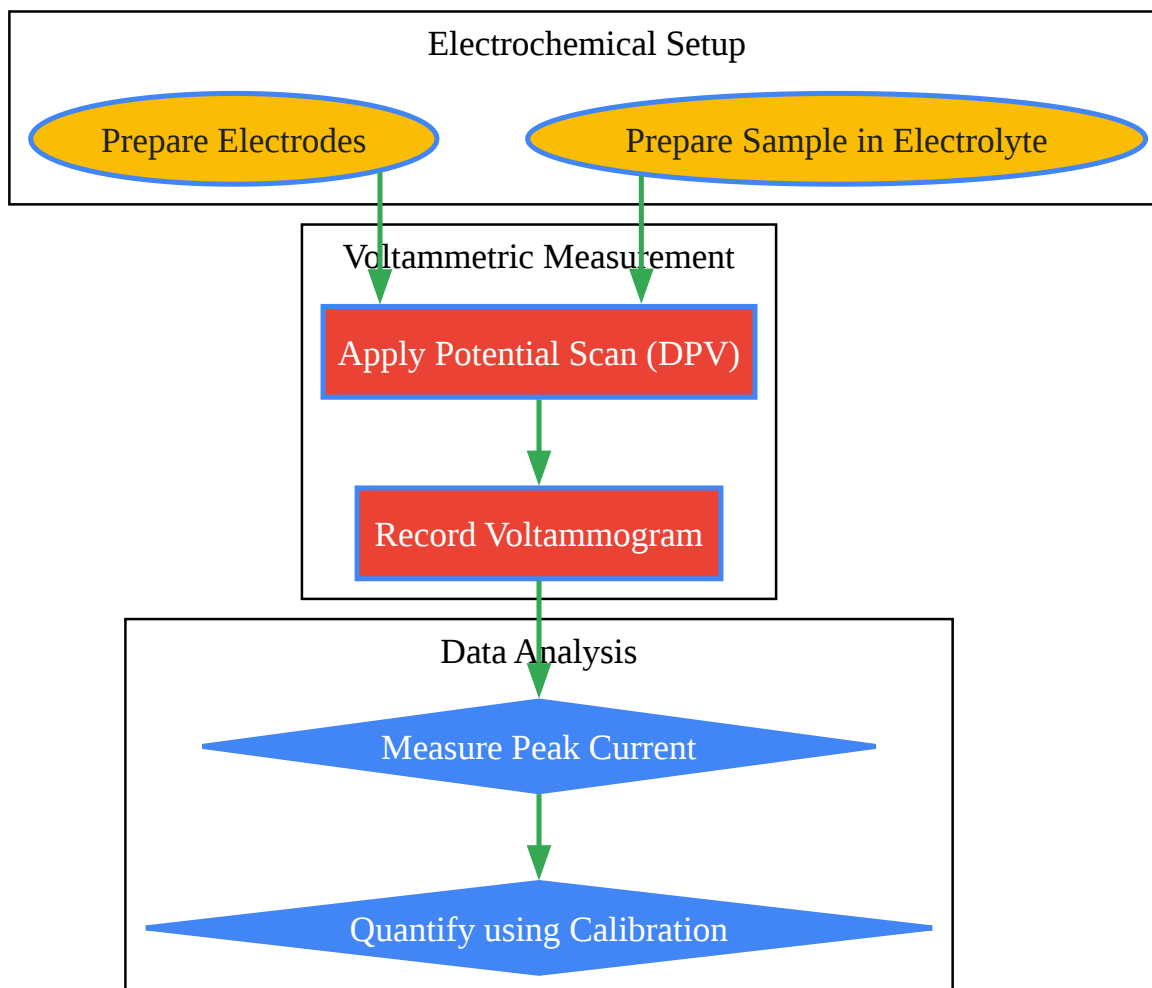 Electrochemical Setup
Prepare Electrodes
Prepare Sample in Electrolyte
Voltammetric Measurement
Apply Potential Scan (DPV)
Record Voltammogram
Data Analysis
Measure Peak Current
Quantify using Calibration